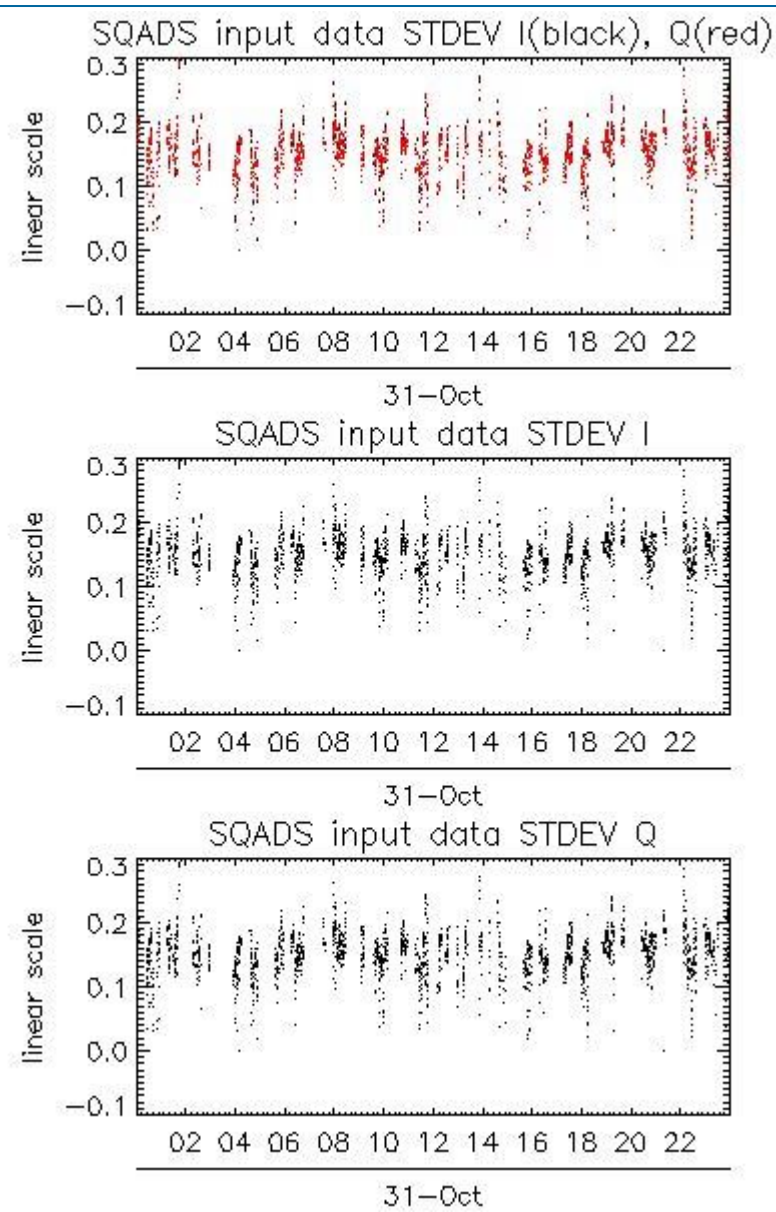 SQADS input data STDEV I(black), Q(red)
0.3
0.2
0.1
0.0
−0.1
linear scale
02 04 06 08 10 12 14 16 18 20 22
31−Oct
SQADS input data STDEV I
0.3
0.2
0.1
0.0
−0.1
linear scale
02 04 06 08 10 12 14 16 18 20 22
31−Oct
SQADS input data STDEV Q
0.3
0.2
0.1
0.0
−0.1
linear scale
02 04 06 08 10 12 14 16 18 20 22
31−Oct